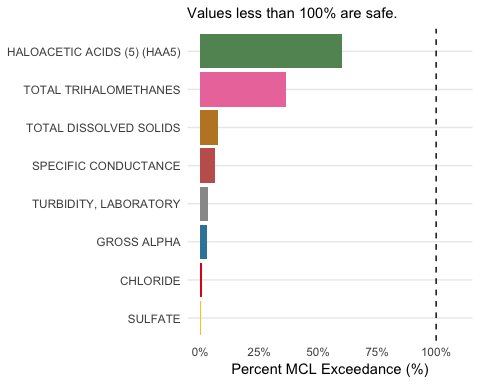 Values less than 100% are safe.
HALOACETIC ACIDS (5) (HAA5)
TOTAL TRIHALOMETHANES
TOTAL DISSOLVED SOLIDS
SPECIFIC CONDUCTANCE
TURBIDITY, LABORATORY
GROSS ALPHA
CHLORIDE
SULFATE
0% 25% 50% 75% 100%
Percent MCL Exceedance (%)